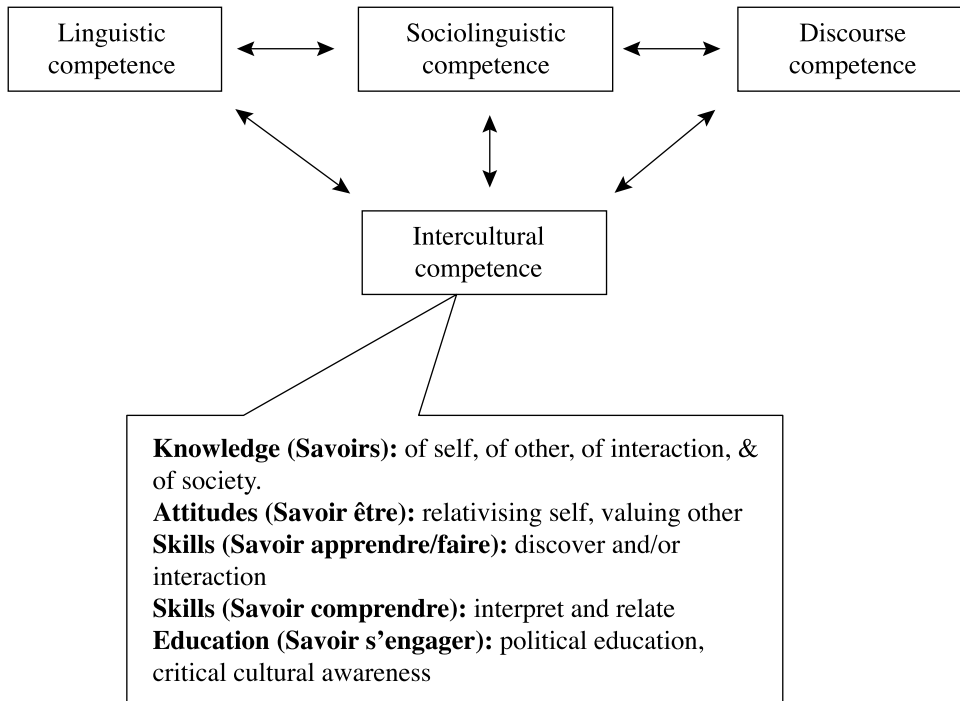 Linguistic
competence
Sociolinguistic
competence
Discourse
competence
Intercultural
competence
Knowledge (Savoirs): of self, of other, of interaction, &
of society.
Attitudes (Savoir être): relativising self, valuing other
Skills (Savoir apprendre/faire): discover and/or
interaction
Skills (Savoir comprendre): interpret and relate
Education (Savoir s’engager): political education,
critical cultural awareness